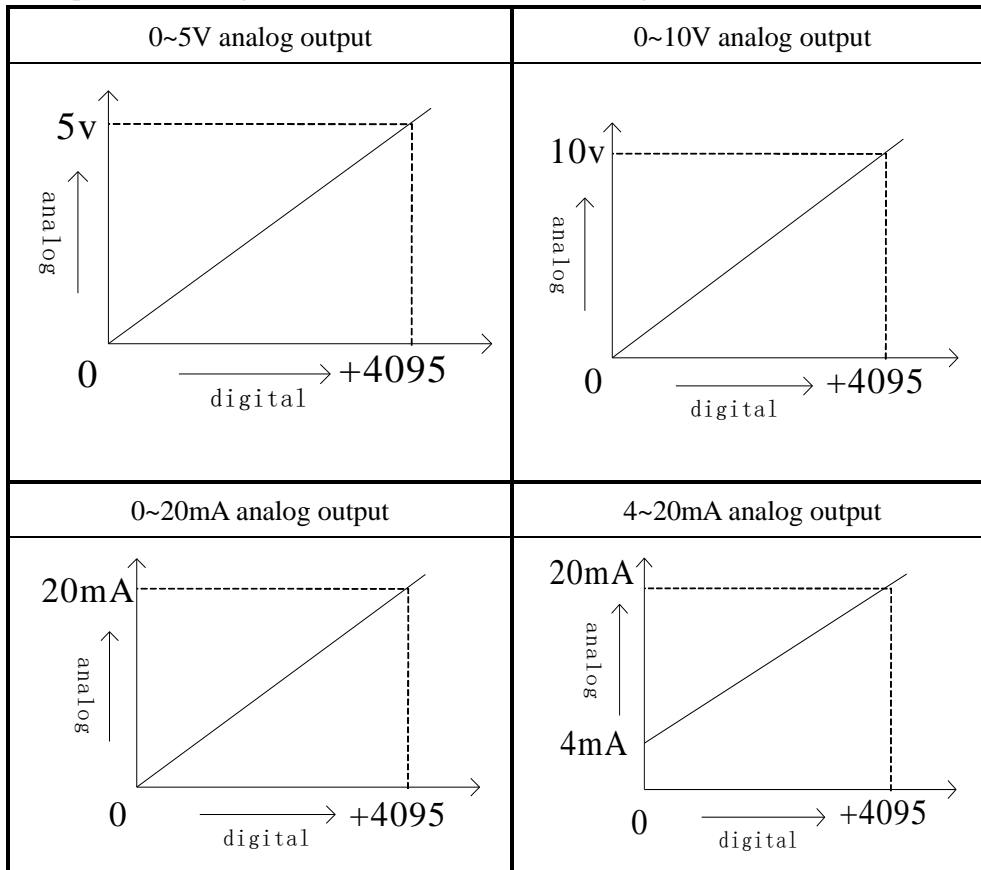 0~5V analog output
0~10V analog output
5v
analog
0
+4095
digital
10v
analog
0
+4095
digital
0~20mA analog output
4~20mA analog output
20mA
analog
0
+4095
digital
20mA
analog
4mA
0
+4095
digital